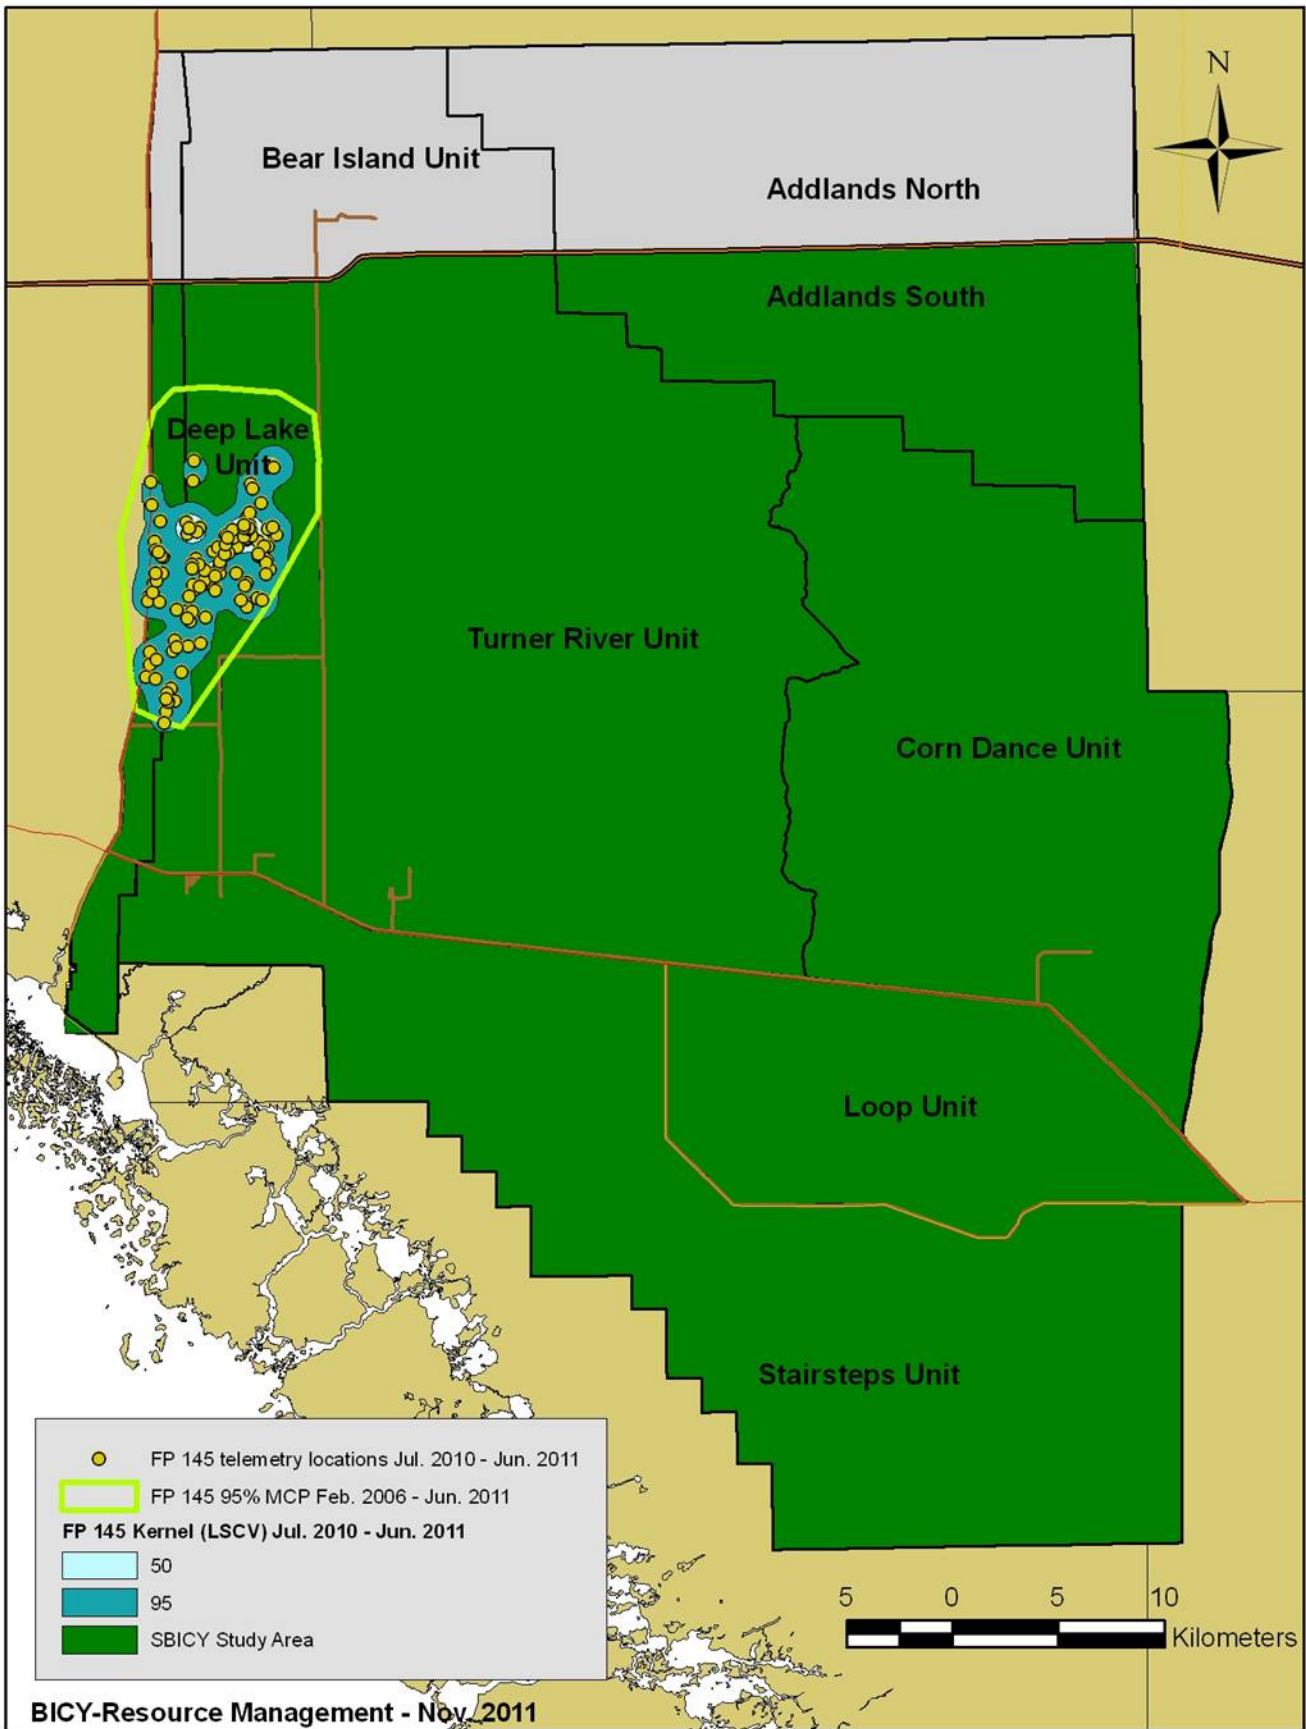 N
Bear Island Unit
Addlands North
Addlands South
Deep Lake
Unit
Turner River Unit
Corn Dance Unit
Loop Unit
Stairsteps Unit
FP 145 telemetry locations Jul. 2010 - Jun. 2011
FP 145 95% MCP Feb. 2006 - Jun. 2011
FP 145 Kernel (LSCV) Jul. 2010 - Jun. 2011
50
95
SBICY Study Area
5 0 5 10
Kilometers
BICY-Resource Management - Nov. 2011